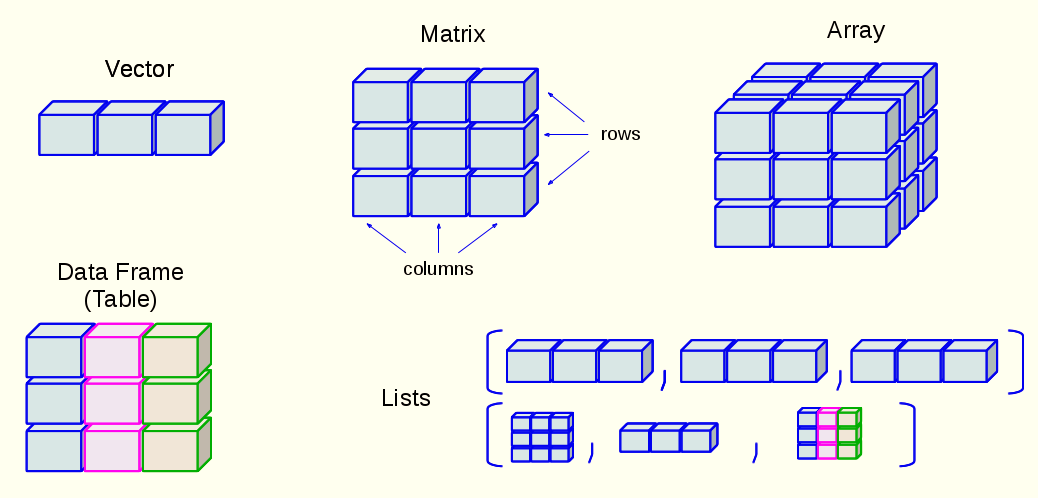 Vector
Matrix
Array
rows
columns
Data Frame
(Table)
Lists